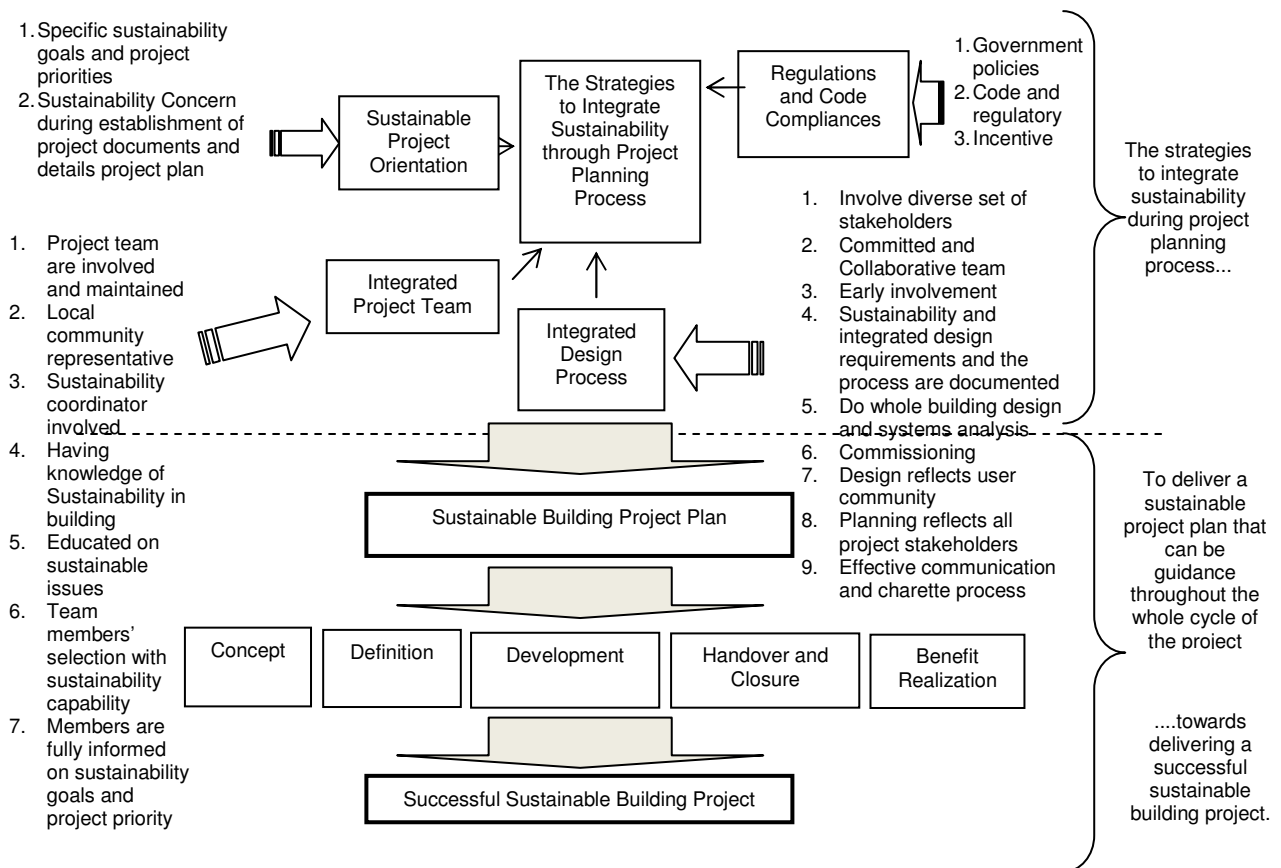 1. Specific sustainability
goals and project
priorities
2. Sustainability Concern
during establishment of
project documents and
details project plan
Sustainable
Project
Orientation
The Strategies
to Integrate
Sustainability
through Project
Planning
Process
Regulations
and Code
Compliances
1. Government
policies
2. Code and
regulatory
3. Incentive
The strategies
to integrate
sustainability
during project
planning
process...
1. Project team
are involved
and maintained
2. Local
community
representative
3. Sustainability
coordinator
involved
4. Having
knowledge of
Sustainability in
building
5. Educated on
sustainable
issues
6. Team
members’
selection with
sustainability
capability
7. Members are
fully informed
on sustainability
goals and
project priority
Integrated
Project Team
Integrated
Design
Process
1. Involve diverse set of
stakeholders
2. Committed and
Collaborative team
3. Early involvement
4. Sustainability and
integrated design
requirements and the
process are documented
5. Do whole building design
and systems analysis
6. Commissioning
7. Design reflects user
community
8. Planning reflects all
project stakeholders
9. Effective communication
and charette process
Sustainable Building Project Plan
To deliver a
sustainable
project plan that
can be
guidance
throughout the
whole cycle of
the project
Concept
Definition
Development
Handover and
Closure
Benefit
Realization
Successful Sustainable Building Project
....towards
delivering a
successful
sustainable
building project.